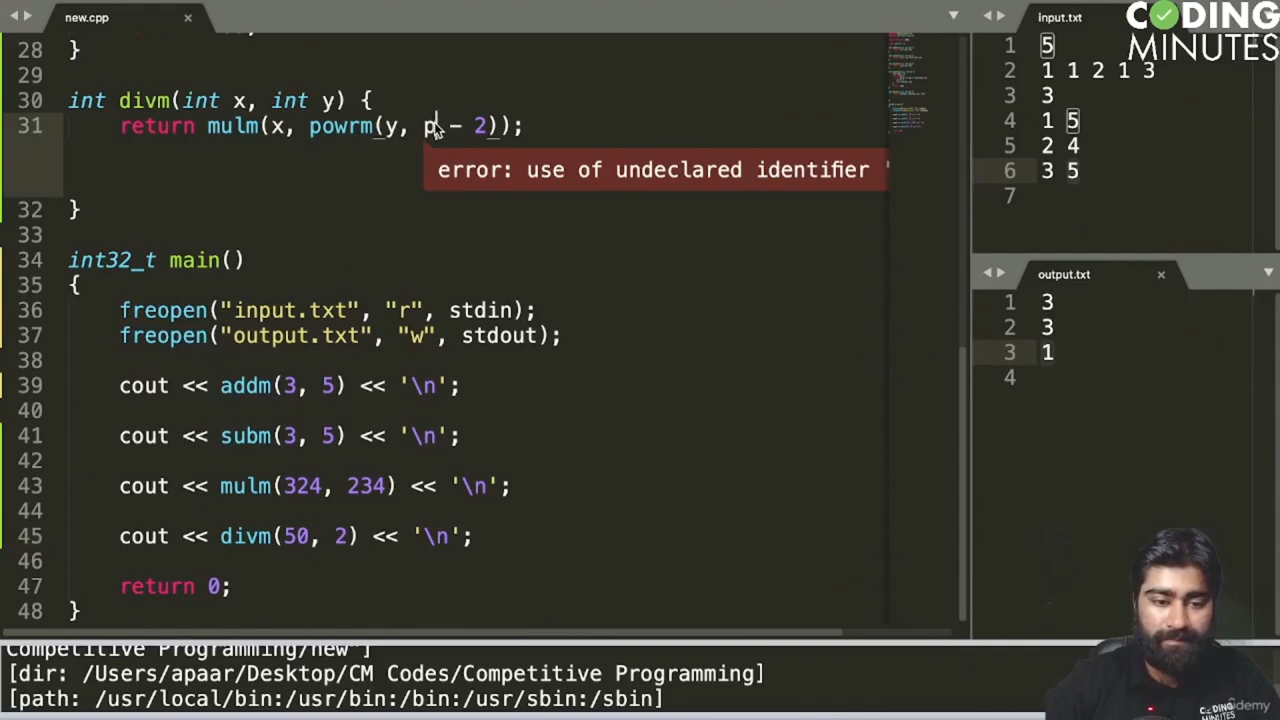 new.cpp
28 }
29
30 int divm(int x, int y) {
31 return mulm(x, powrm(y, p - 2));
error: use of undeclared identifier '
32 }
33
34 int32_t main()
35 {
36 freopen("input.txt", "r", stdin);
37 freopen("output.txt", "w", stdout);
38
39 cout << addm(3, 5) << '\n';
40
41 cout << subm(3, 5) << '\n';
42
43 cout << mulm(324, 234) << '\n';
44
45 cout << divm(50, 2) << '\n';
46
47 return 0;
48 }
Competitive Programming/new"]
[dir: /Users/apaar/Desktop/CM Codes/Competitive Programming]
[path: /usr/local/bin:/usr/bin:/bin:/usr/sbin:/sbin]
input.txt
1 5
2 1 1 2 1 3
3 3
4 1 5
5 2 4
6 3 5
7
output.txt
1 3
2 3
3 1
4
CODING
MINUTES
CODING
MINUTES
ûdemy